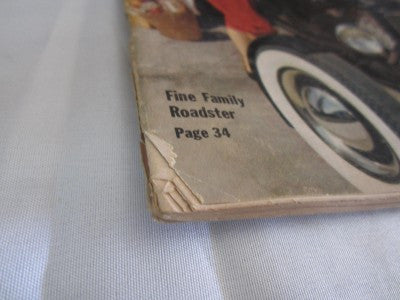 Fine Family
Roadster
Page 34